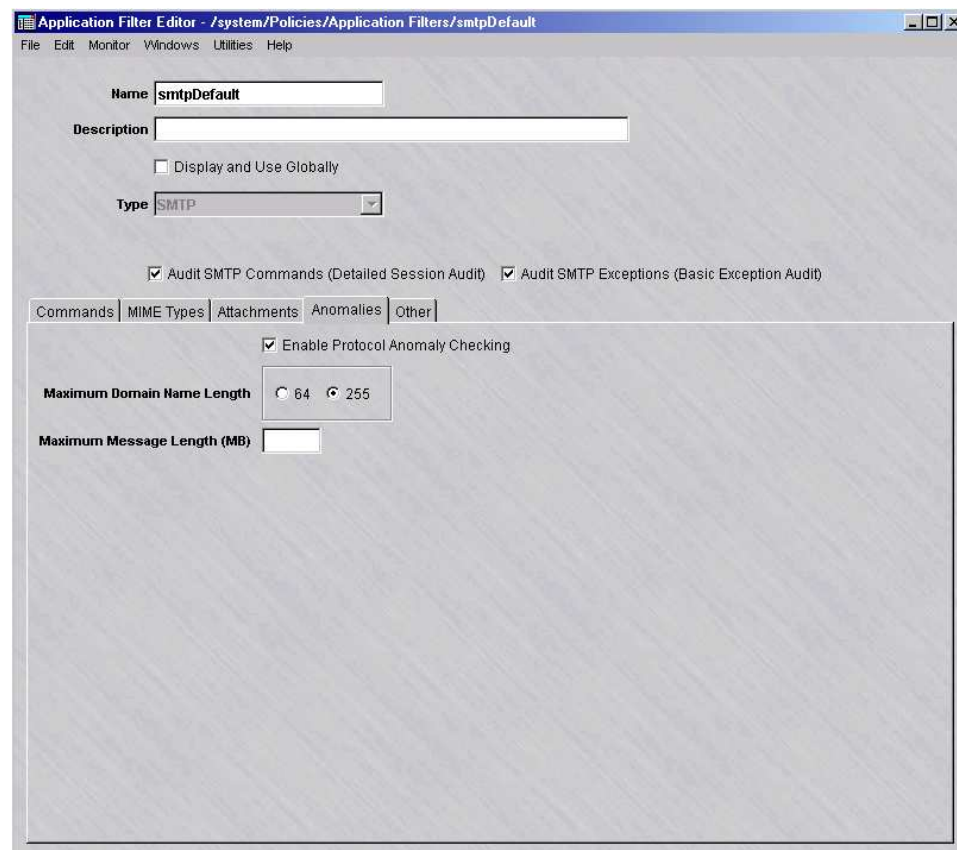 Application Filter Editor - /system/Policies/Application Filters/smtpDefault
File Edit Monitor Windows Utilities Help
Name smtpDefault
Description
Display and Use Globally
Type SMTP
Audit SMTP Commands (Detailed Session Audit) Audit SMTP Exceptions (Basic Exception Audit)
Commands MIME Types Attachments Anomalies Other
Enable Protocol Anomaly Checking
Maximum Domain Name Length 64 255
Maximum Message Length (MB)